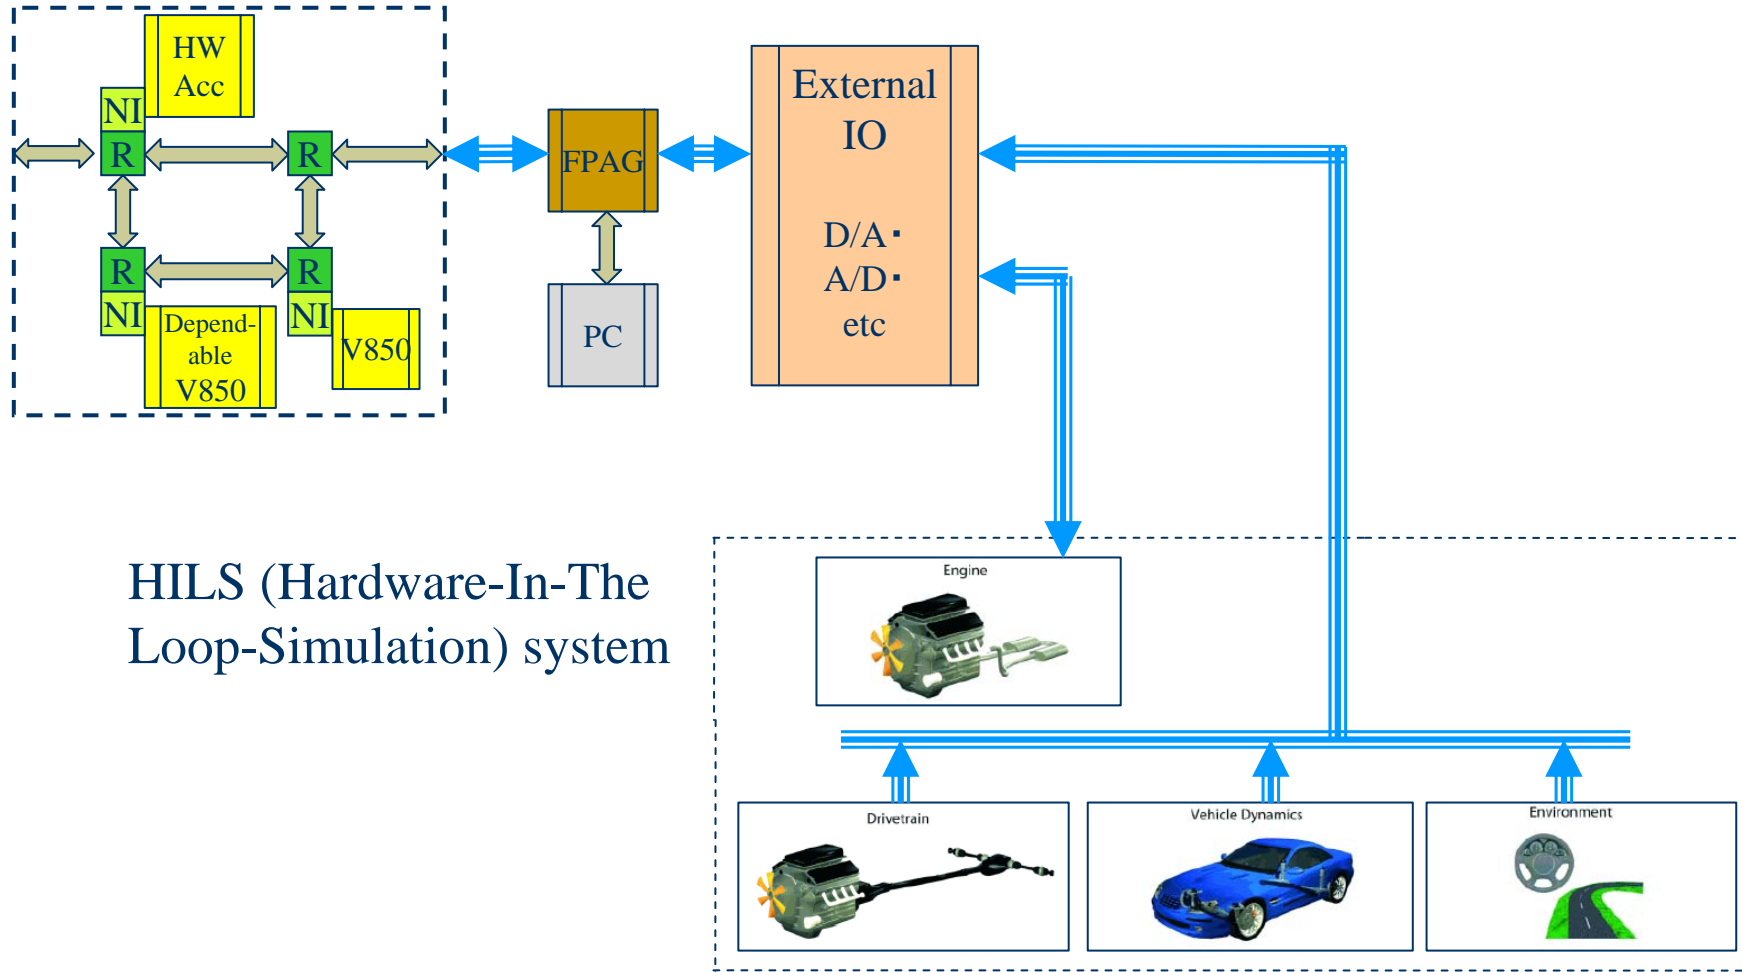 HW
Acc
NI
R
R
R
R
NI
NI
Depend-
able
V850
V850
FPAG
PC
External
IO
D/A・
A/D・
etc
HILS (Hardware-In-The
Loop-Simulation) system
Engine
Drivetrain
Vehicle Dynamics
Environment